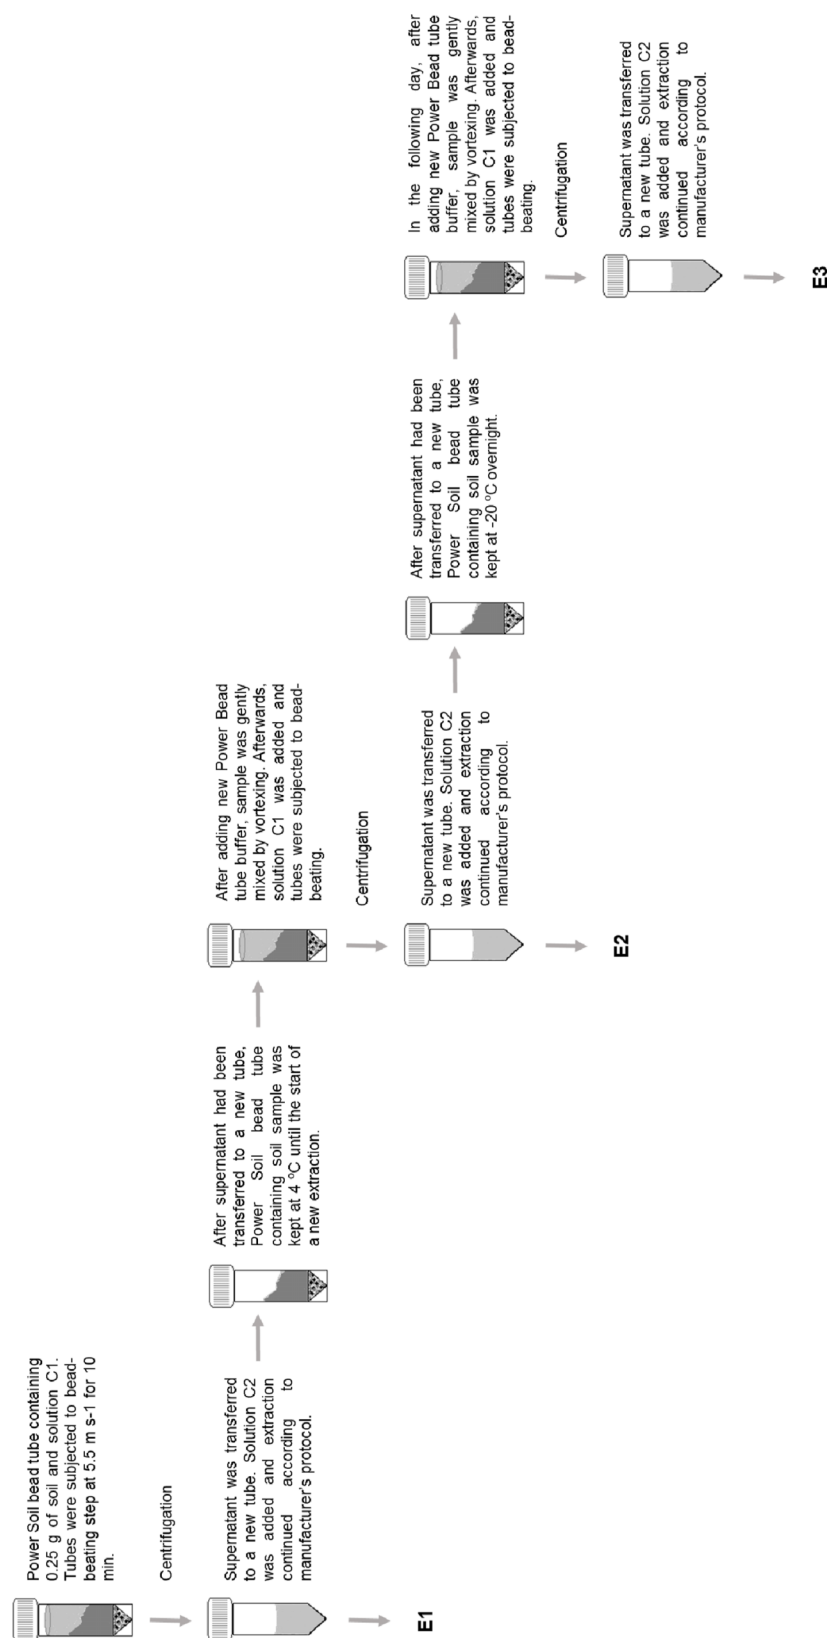 Power Soil bead tube containing
0.25 g of soil and solution C1.
Tubes were subjected to bead-
beating step at 5.5 m s-1 for 10
min.
Centrifugation
Supernatant was transferred
to a new tube. Solution C2
was added and extraction
continued according to
manufacturer's protocol.
E1
After supernatant had been
transferred to a new tube,
Power Soil bead tube
containing soil sample was
kept at 4 ºC until the start of
a new extraction.
After adding new Power Bead
tube buffer, sample was gently
mixed by vortexing. Afterwards,
solution C1 was added and
tubes were subjected to bead-
beating.
Centrifugation
Supernatant was transferred
to a new tube. Solution C2
was added and extraction
continued according to
manufacturer's protocol.
E2
After supernatant had been
transferred to a new tube,
Power Soil bead tube
containing soil sample was
kept at -20 ºC overnight.
In the following day, after
adding new Power Bead tube
buffer, sample was gently
mixed by vortexing. Afterwards,
solution C1 was added and
tubes were subjected to bead-
beating.
Centrifugation
Supernatant was transferred
to a new tube. Solution C2
was added and extraction
continued according to
manufacturer's protocol.
E3